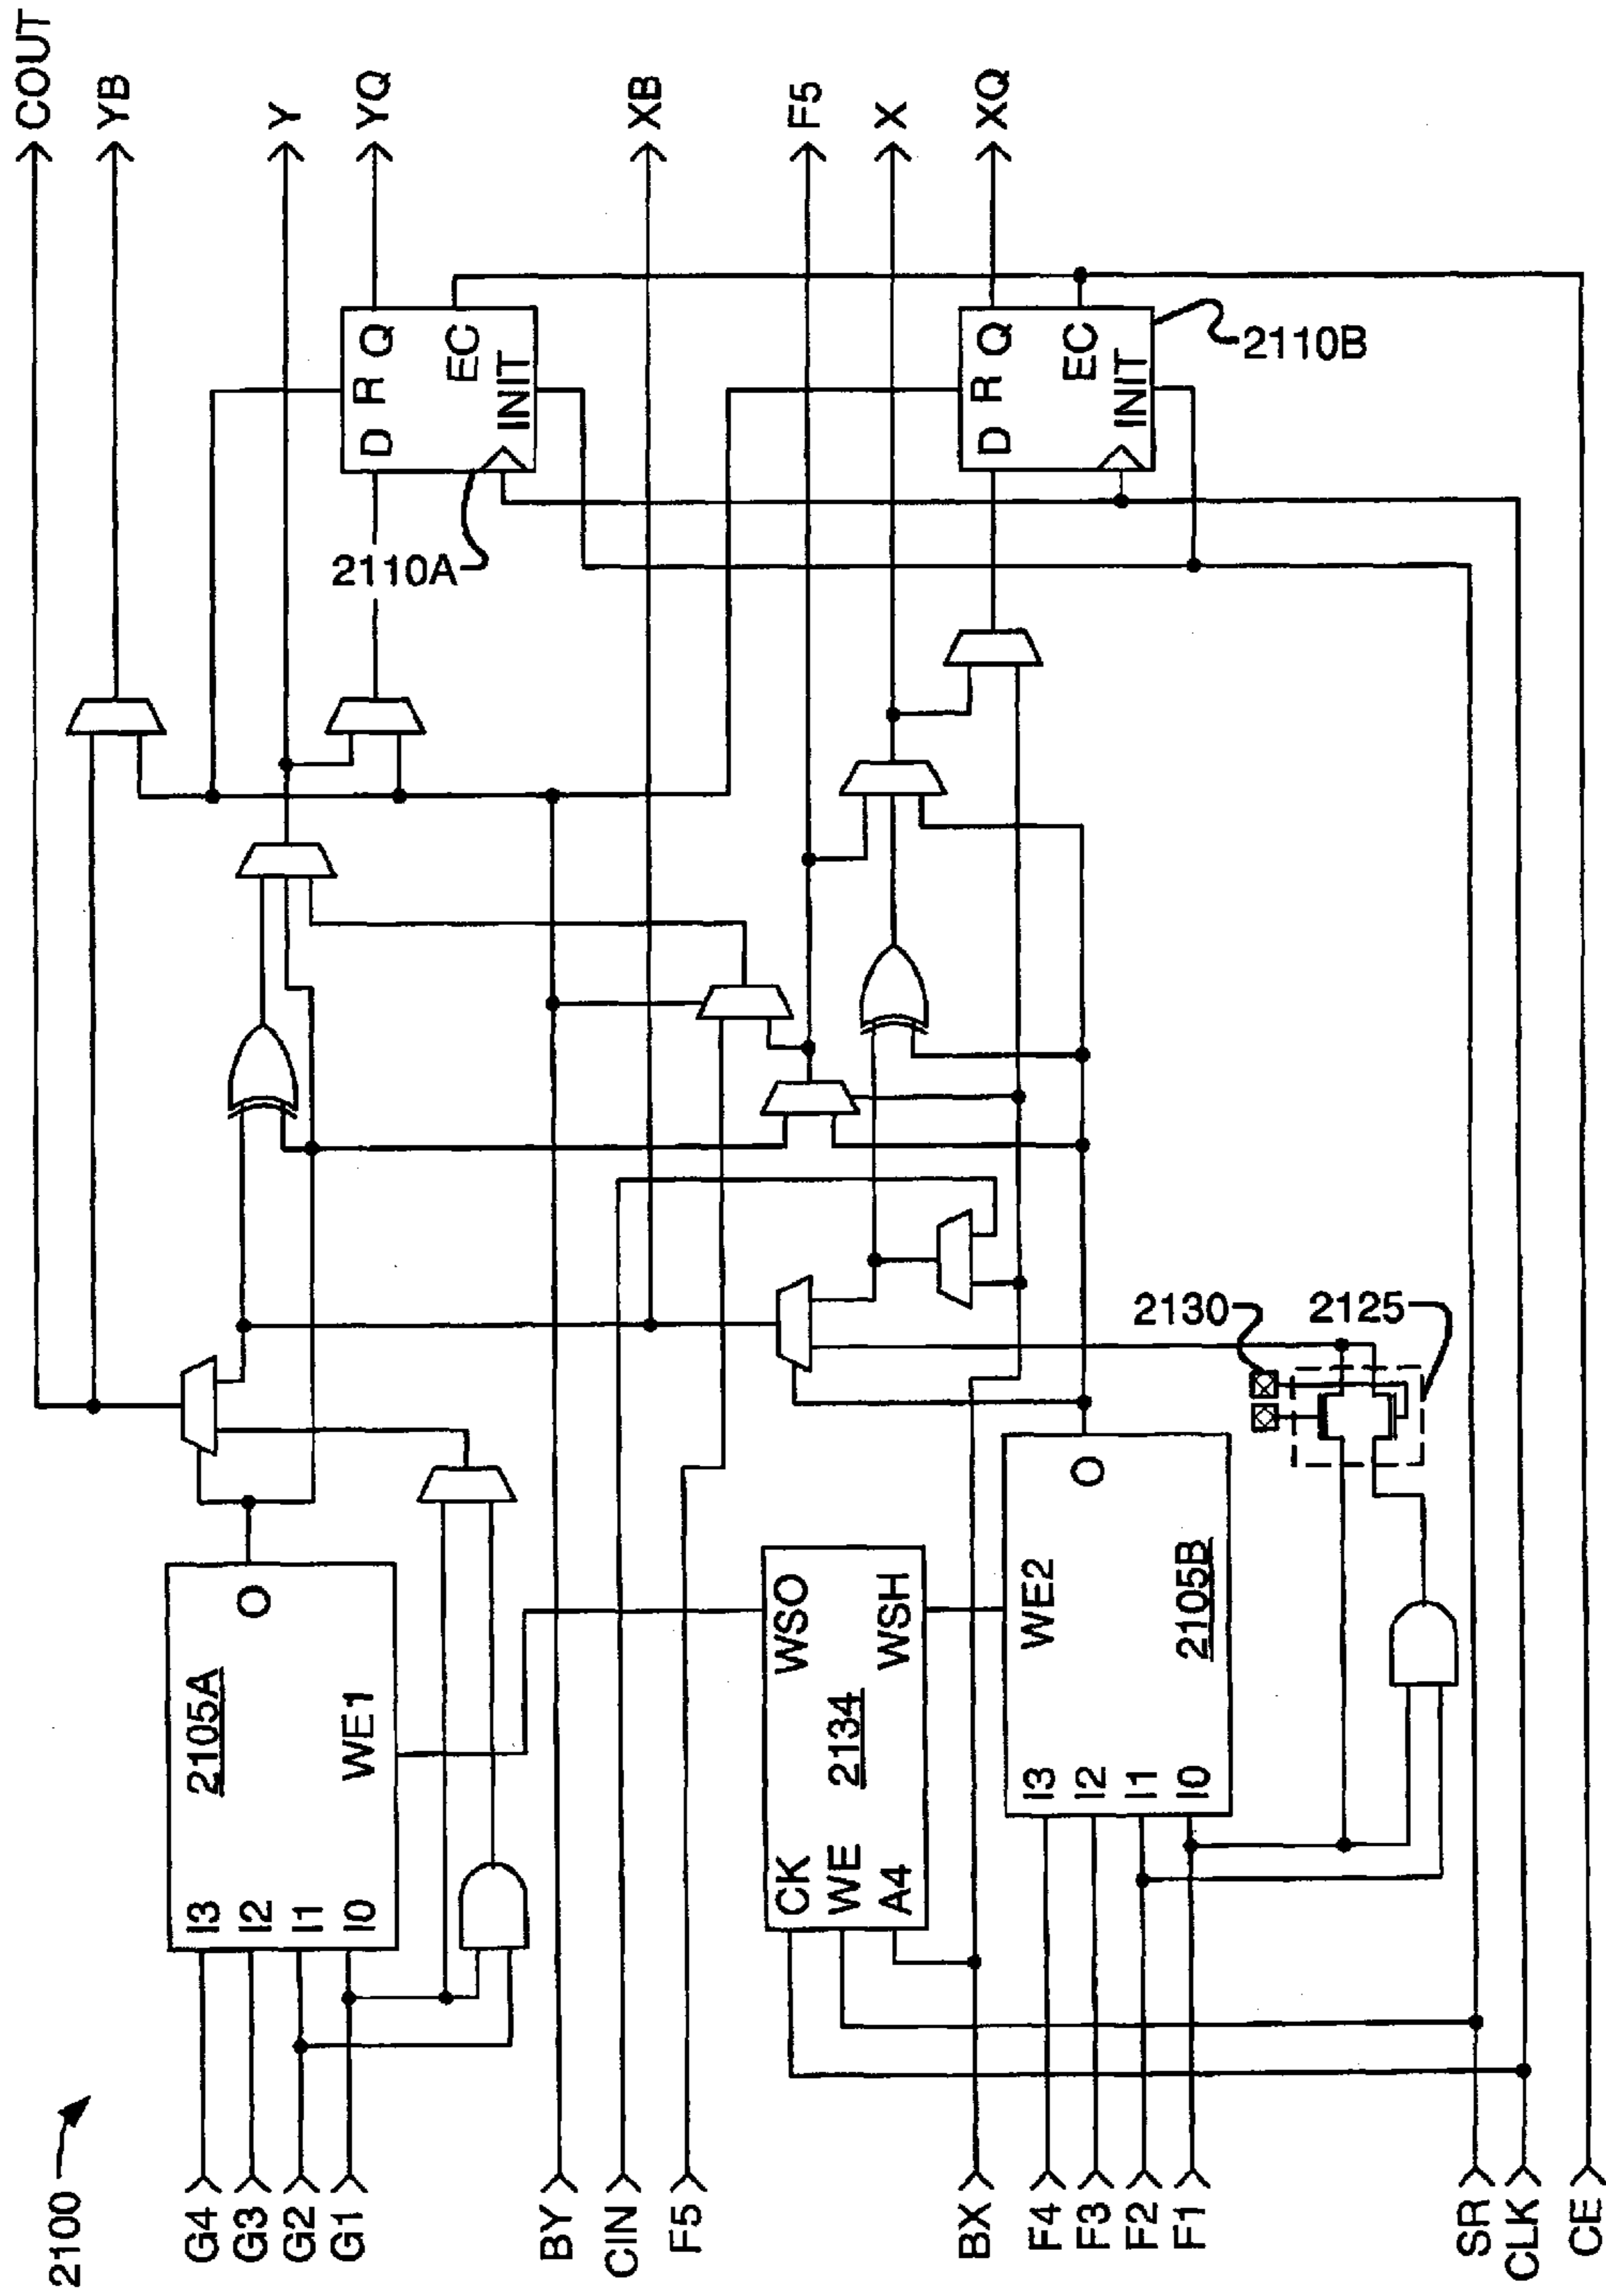 2100
G4
G3
G2
G1
BY
CIN
F5
BX
F4
F3
F2
F1
SR
CLK
CE
2105A
I3
I2
I1
I0
WE1
O
2134
CK
WE
A4
WSO
WSH
2105B
I3
I2
I1
I0
WE2
O
2130
2125
2110A
D R Q
EC
INIT
2110B
D R Q
EC
INIT
COUT
YB
Y
YQ
XB
F5
X
XQ